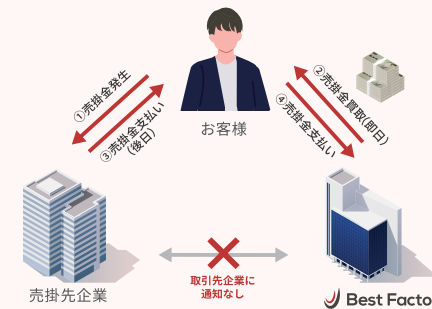 お客様
①売掛金発生
③売掛金支払い
(後日)
②売掛金買取(即日)
④売掛金支払い
売掛先企業
取引先企業に
通知なし
Best Facto